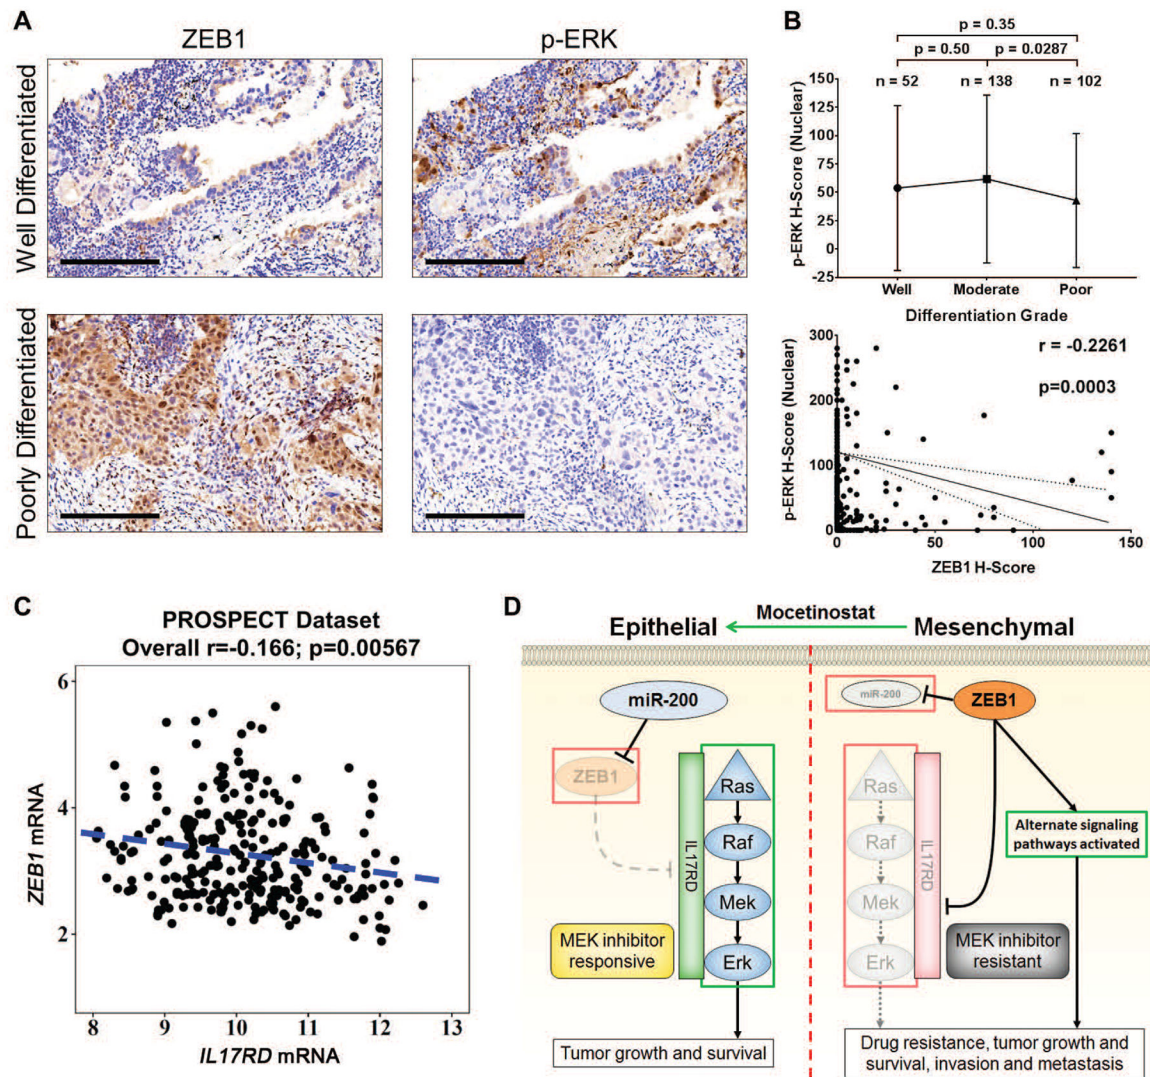 A
ZEB1
p-ERK
Well Differentiated
Poorly Differentiated
B
p = 0.35
p = 0.50
p = 0.0287
n = 52
n = 138
n = 102
p-ERK H-Score (Nuclear)
150
125
100
75
50
25
0
-25
Well
Moderate
Poor
Differentiation Grade
r = -0.2261
p=0.0003
p-ERK H-Score (Nuclear)
300
200
100
0
0
50
100
150
ZEB1 H-Score
C
PROSPECT Dataset
Overall r=-0.166; p=0.00567
ZEB1 mRNA
6
4
2
8
9
10
11
12
13
IL17RD mRNA
D
Mocetinostat
Epithelial
Mesenchymal
miR-200
ZEB1
IL17RD
Ras
Raf
Mek
Erk
MEK inhibitor
responsive
Tumor growth and survival
miR-200
ZEB1
Ras
Raf
Mek
Erk
IL17RD
Alternate signaling
pathways activated
MEK inhibitor
resistant
Drug resistance, tumor growth and
survival, invasion and metastasis